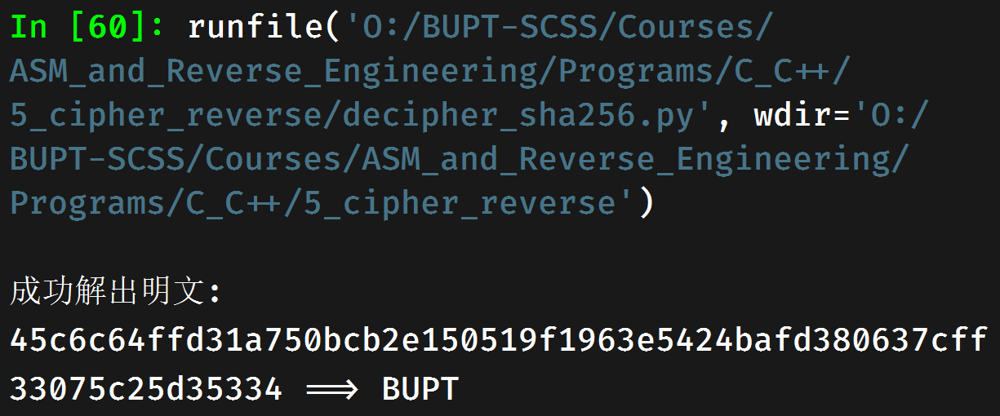 In [60]: runfile('O:/BUPT-SCSS/Courses/
ASM_and_Reverse_Engineering/Programs/C_C++/
5_cipher_reverse/decipher_sha256.py', wdir='O:/
BUPT-SCSS/Courses/ASM_and_Reverse_Engineering/
Programs/C_C++/5_cipher_reverse')
成功解出明文:
45c6c64ffd31a750bcb2e150519f1963e5424bafd380637cff
33075c25d35334 ==> BUPT